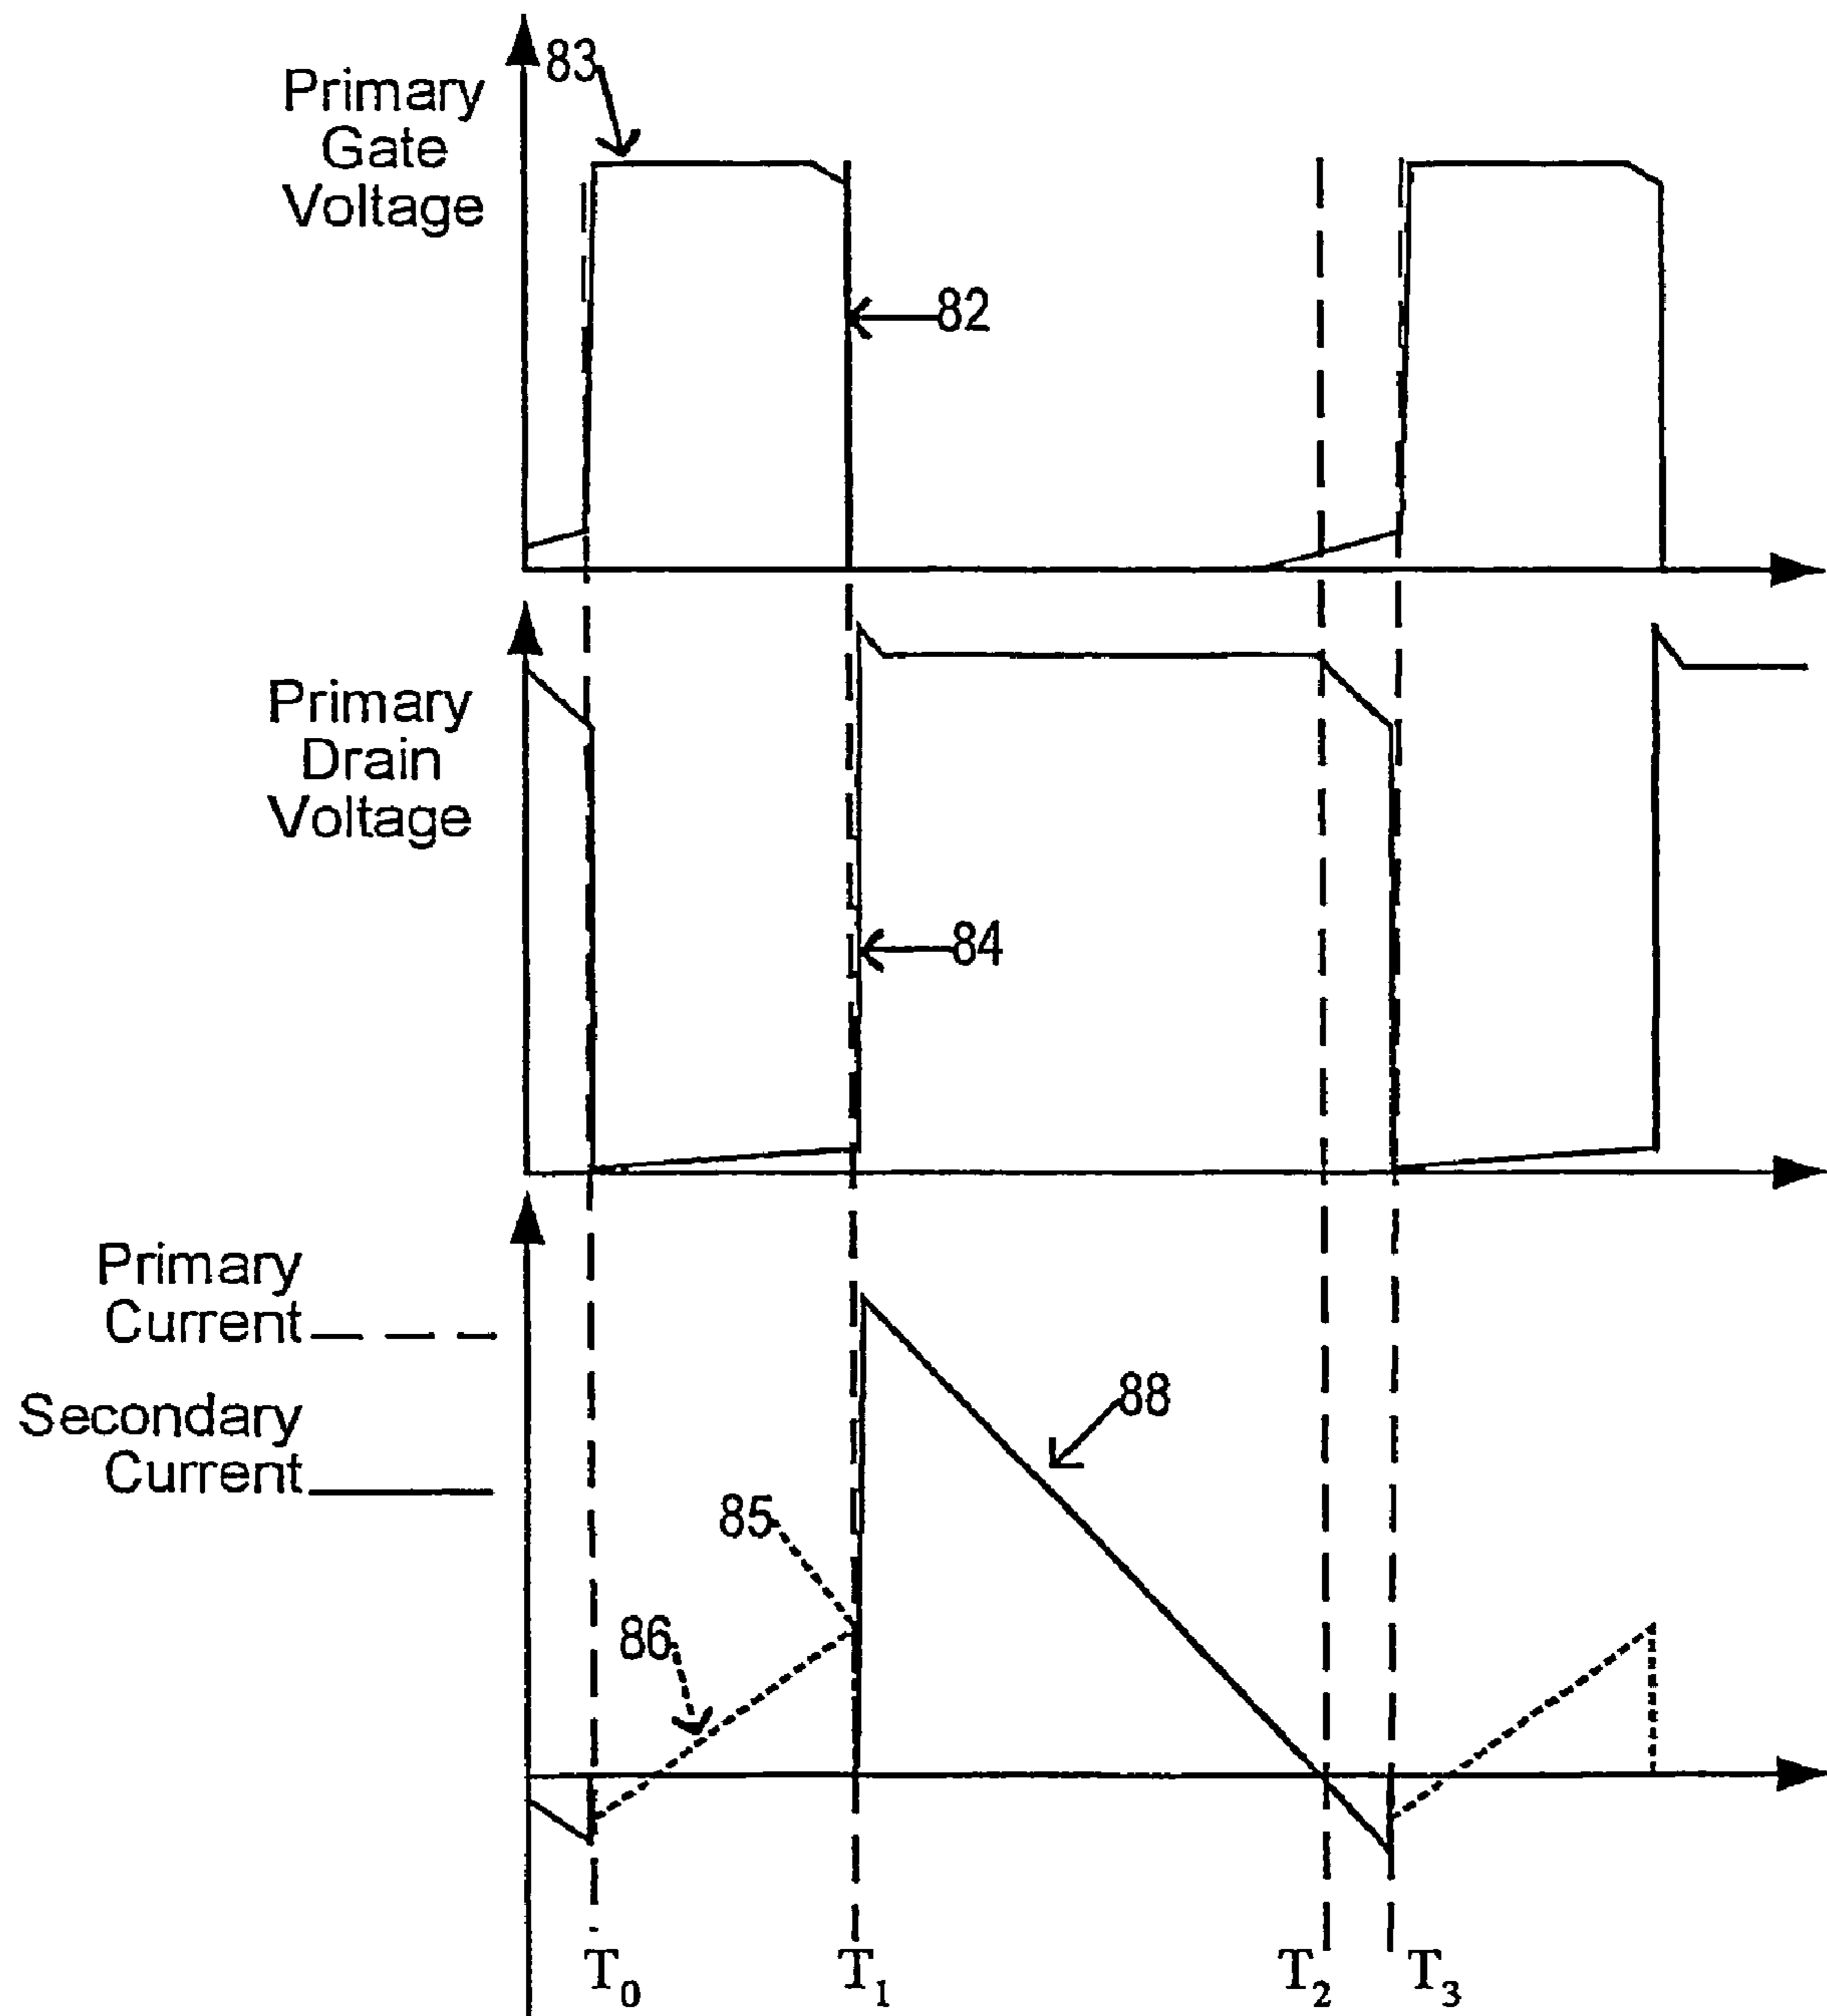 83
Primary
Gate
Voltage
82
Primary
Drain
Voltage
84
Primary
Current
Secondary
Current
88
85
86
T0 T1 T2 T3